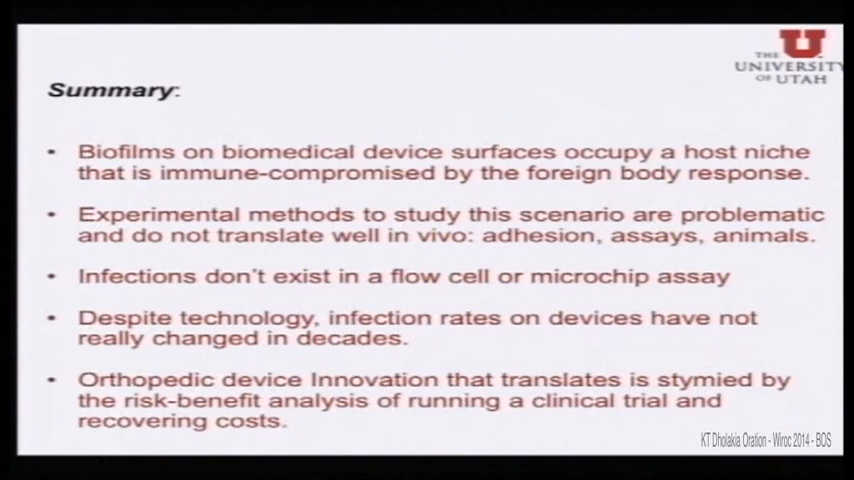 THE
UNIVERSITY
OF UTAH
Summary:
• Biofilms on biomedical device surfaces occupy a host niche
that is immune-compromised by the foreign body response.
• Experimental methods to study this scenario are problematic
and do not translate well in vivo: adhesion, assays, animals.
• Infections don't exist in a flow cell or microchip assay
• Despite technology, infection rates on devices have not
really changed in decades.
• Orthopedic device Innovation that translates is stymied by
the risk-benefit analysis of running a clinical trial and
recovering costs.
KT Dholakia Oration - Wiroc 2014 - BOS